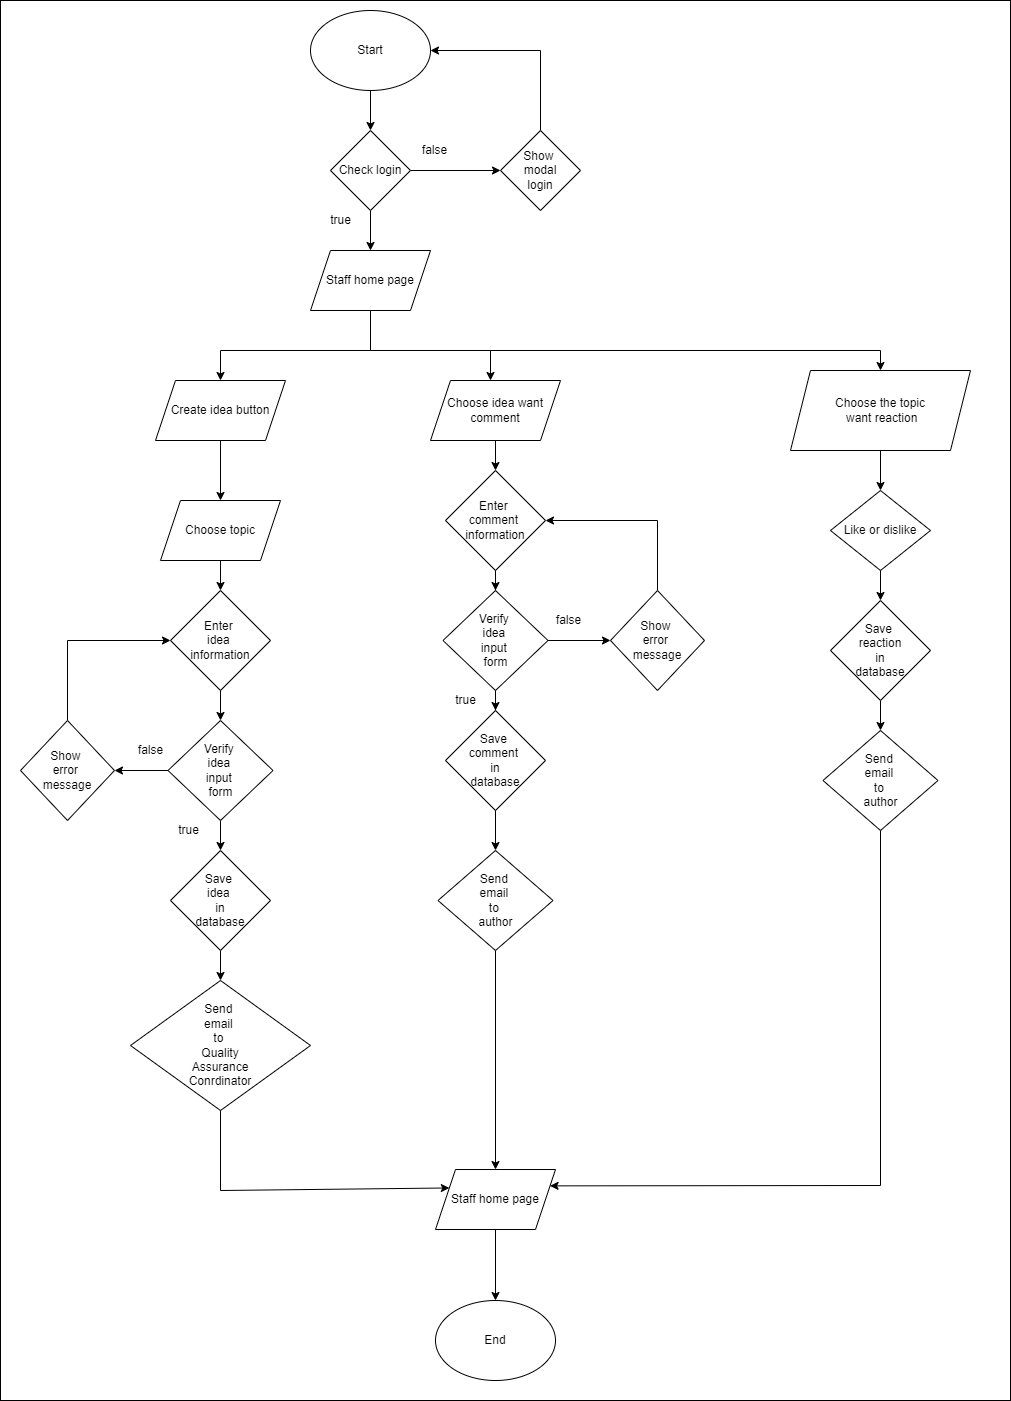 Start
false
Check login
Show
modal
login
true
Staff home page
Create idea button
Choose idea want
comment
Choose the topic
want reaction
Choose topic
Enter
comment
information
Like or dislike
Enter
idea
information
Verify
idea
input
form
false
Show
error
message
Save
reaction
in
database
true
Show
error
message
false
Verify
idea
input
form
Save
comment
in
database
Send
email
to
author
true
Save
idea
in
database
Send
email
to
author
Send
email
to
Quality
Assurance
Conrdinator
Staff home page
End